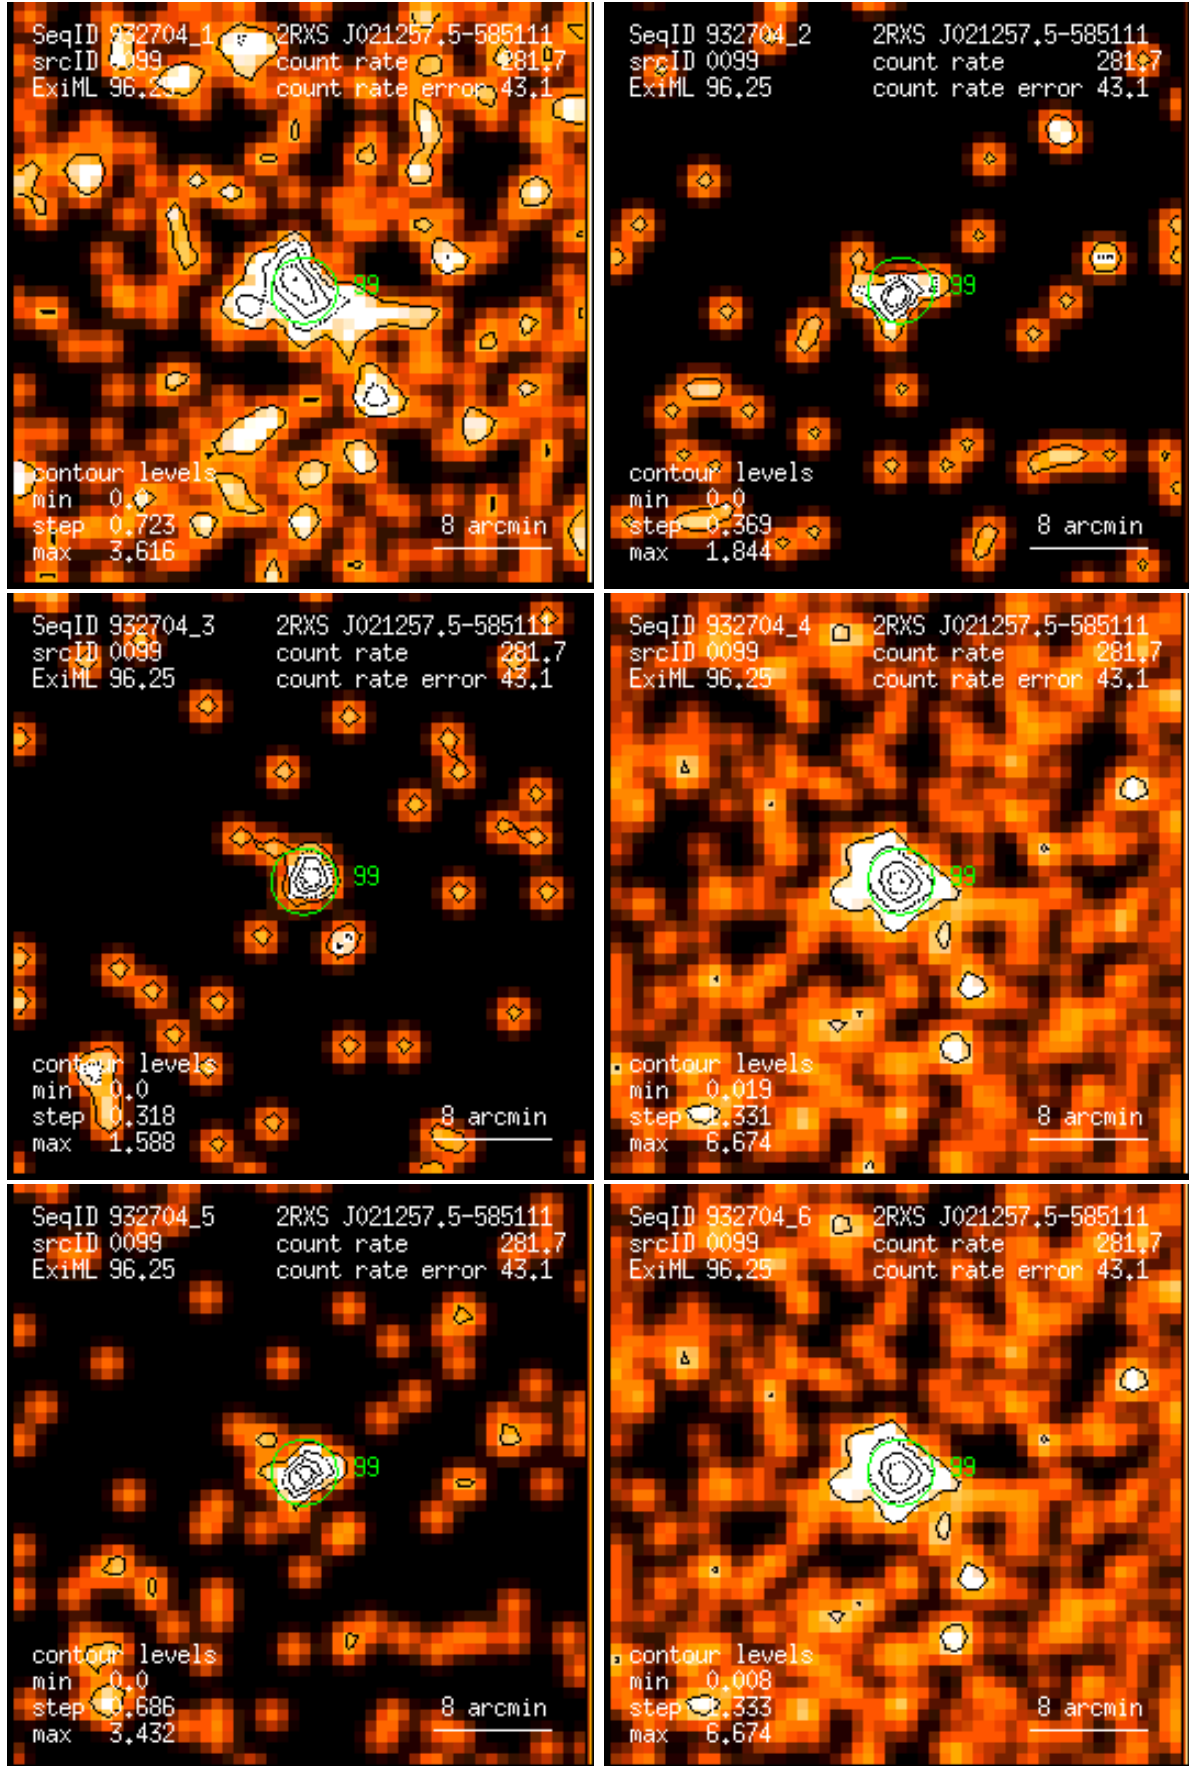 SeqID 932704_1 2RXS J021257.5-585111
srcID 0099 count rate 281.7
ExiML 96.25 count rate error 43.1
99
contour levels
min 0.0
step 0.723 8 arcmin
max 3.616
SeqID 932704_2 2RXS J021257.5-585111
srcID 0099 count rate 281.7
ExiML 96.25 count rate error 43.1
99
contour levels
min 0.0
step 0.369 8 arcmin
max 1.844
SeqID 932704_3 2RXS J021257.5-585111
srcID 0099 count rate 281.7
ExiML 96.25 count rate error 43.1
99
contour levels
min 0.0
step 0.318 8 arcmin
max 1.588
SeqID 932704_4 2RXS J021257.5-585111
srcID 0099 count rate 281.7
ExiML 96.25 count rate error 43.1
99
contour levels
min 0.019
step 8 arcmin
max 6.674
SeqID 932704_5 2RXS J021257.5-585111
srcID 0099 count rate 281.7
ExiML 96.25 count rate error 43.1
99
contour levels
min 0.0
step 0.686 8 arcmin
max 3.432
SeqID 932704_6 2RXS J021257.5-585111
srcID 0099 count rate 281.7
ExiML 96.25 count rate error 43.1
99
contour levels
min 0.008
step 8 arcmin
max 6.674